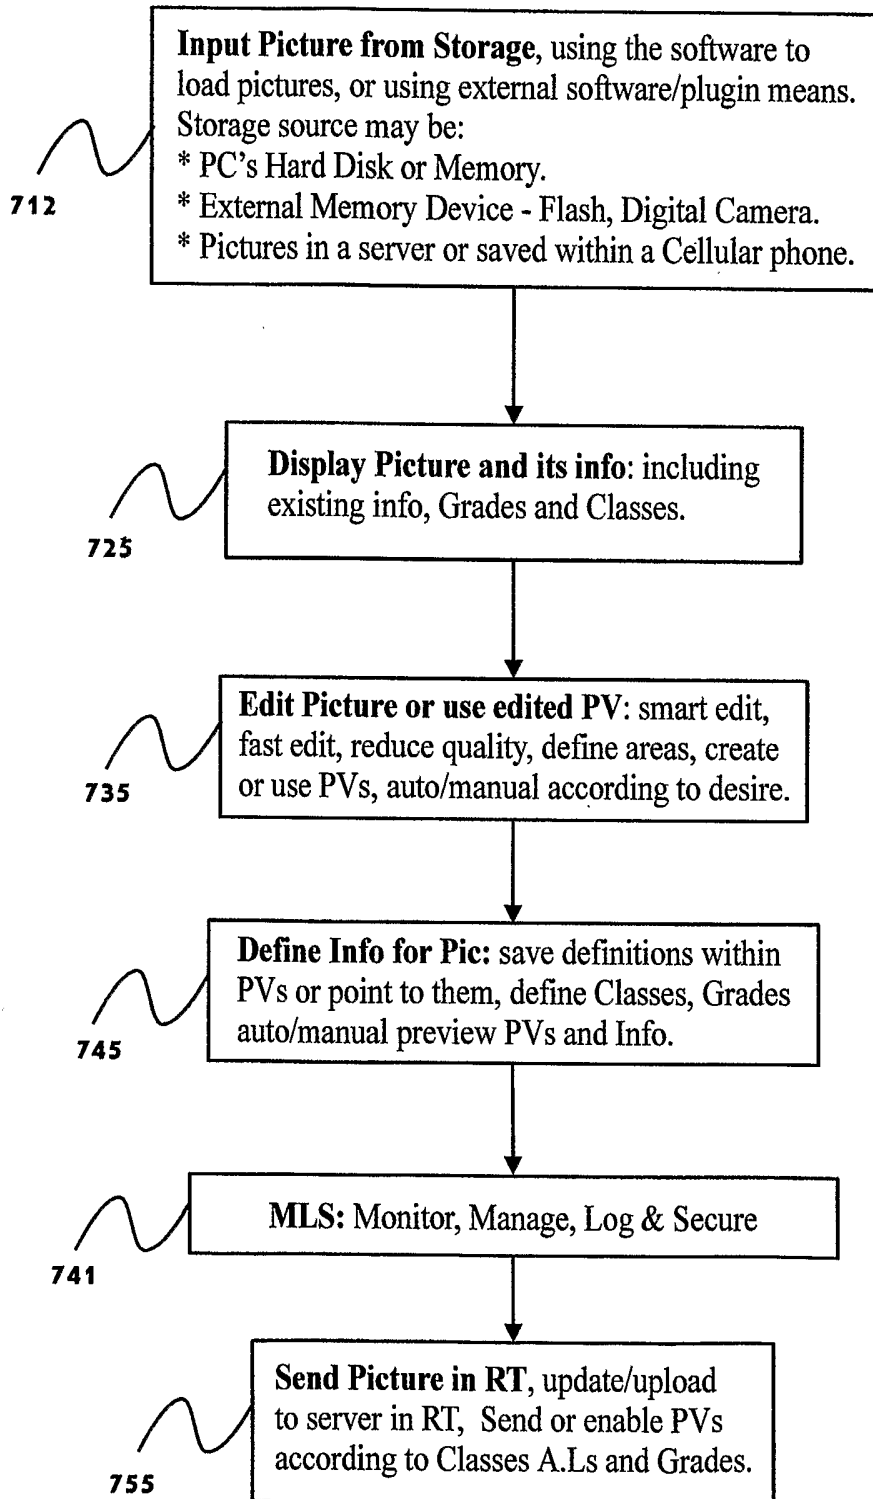 Input Picture from Storage, using the software to
load pictures, or using external software/plugin means.
Storage source may be:
* PC's Hard Disk or Memory.
* External Memory Device - Flash, Digital Camera.
* Pictures in a server or saved within a Cellular phone.
712
Display Picture and its info: including
existing info, Grades and Classes.
725
Edit Picture or use edited PV: smart edit,
fast edit, reduce quality, define areas, create
or use PVs, auto/manual according to desire.
735
Define Info for Pic: save definitions within
PVs or point to them, define Classes, Grades
auto/manual preview PVs and Info.
745
MLS: Monitor, Manage, Log & Secure
741
Send Picture in RT, update/upload
to server in RT, Send or enable PVs
according to Classes A.Ls and Grades.
755